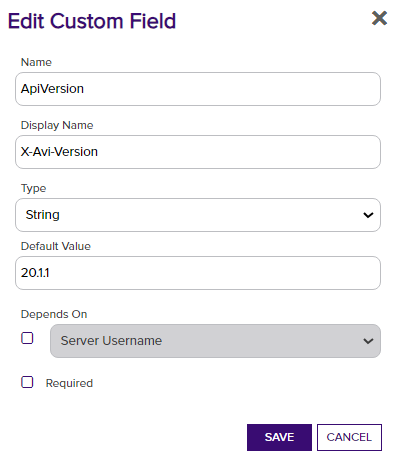 Edit Custom Field
Name
ApiVersion
Display Name
X-Avi-Version
Type
String
Default Value
20.1.1
Depends On
Server Username
Required
SAVE CANCEL